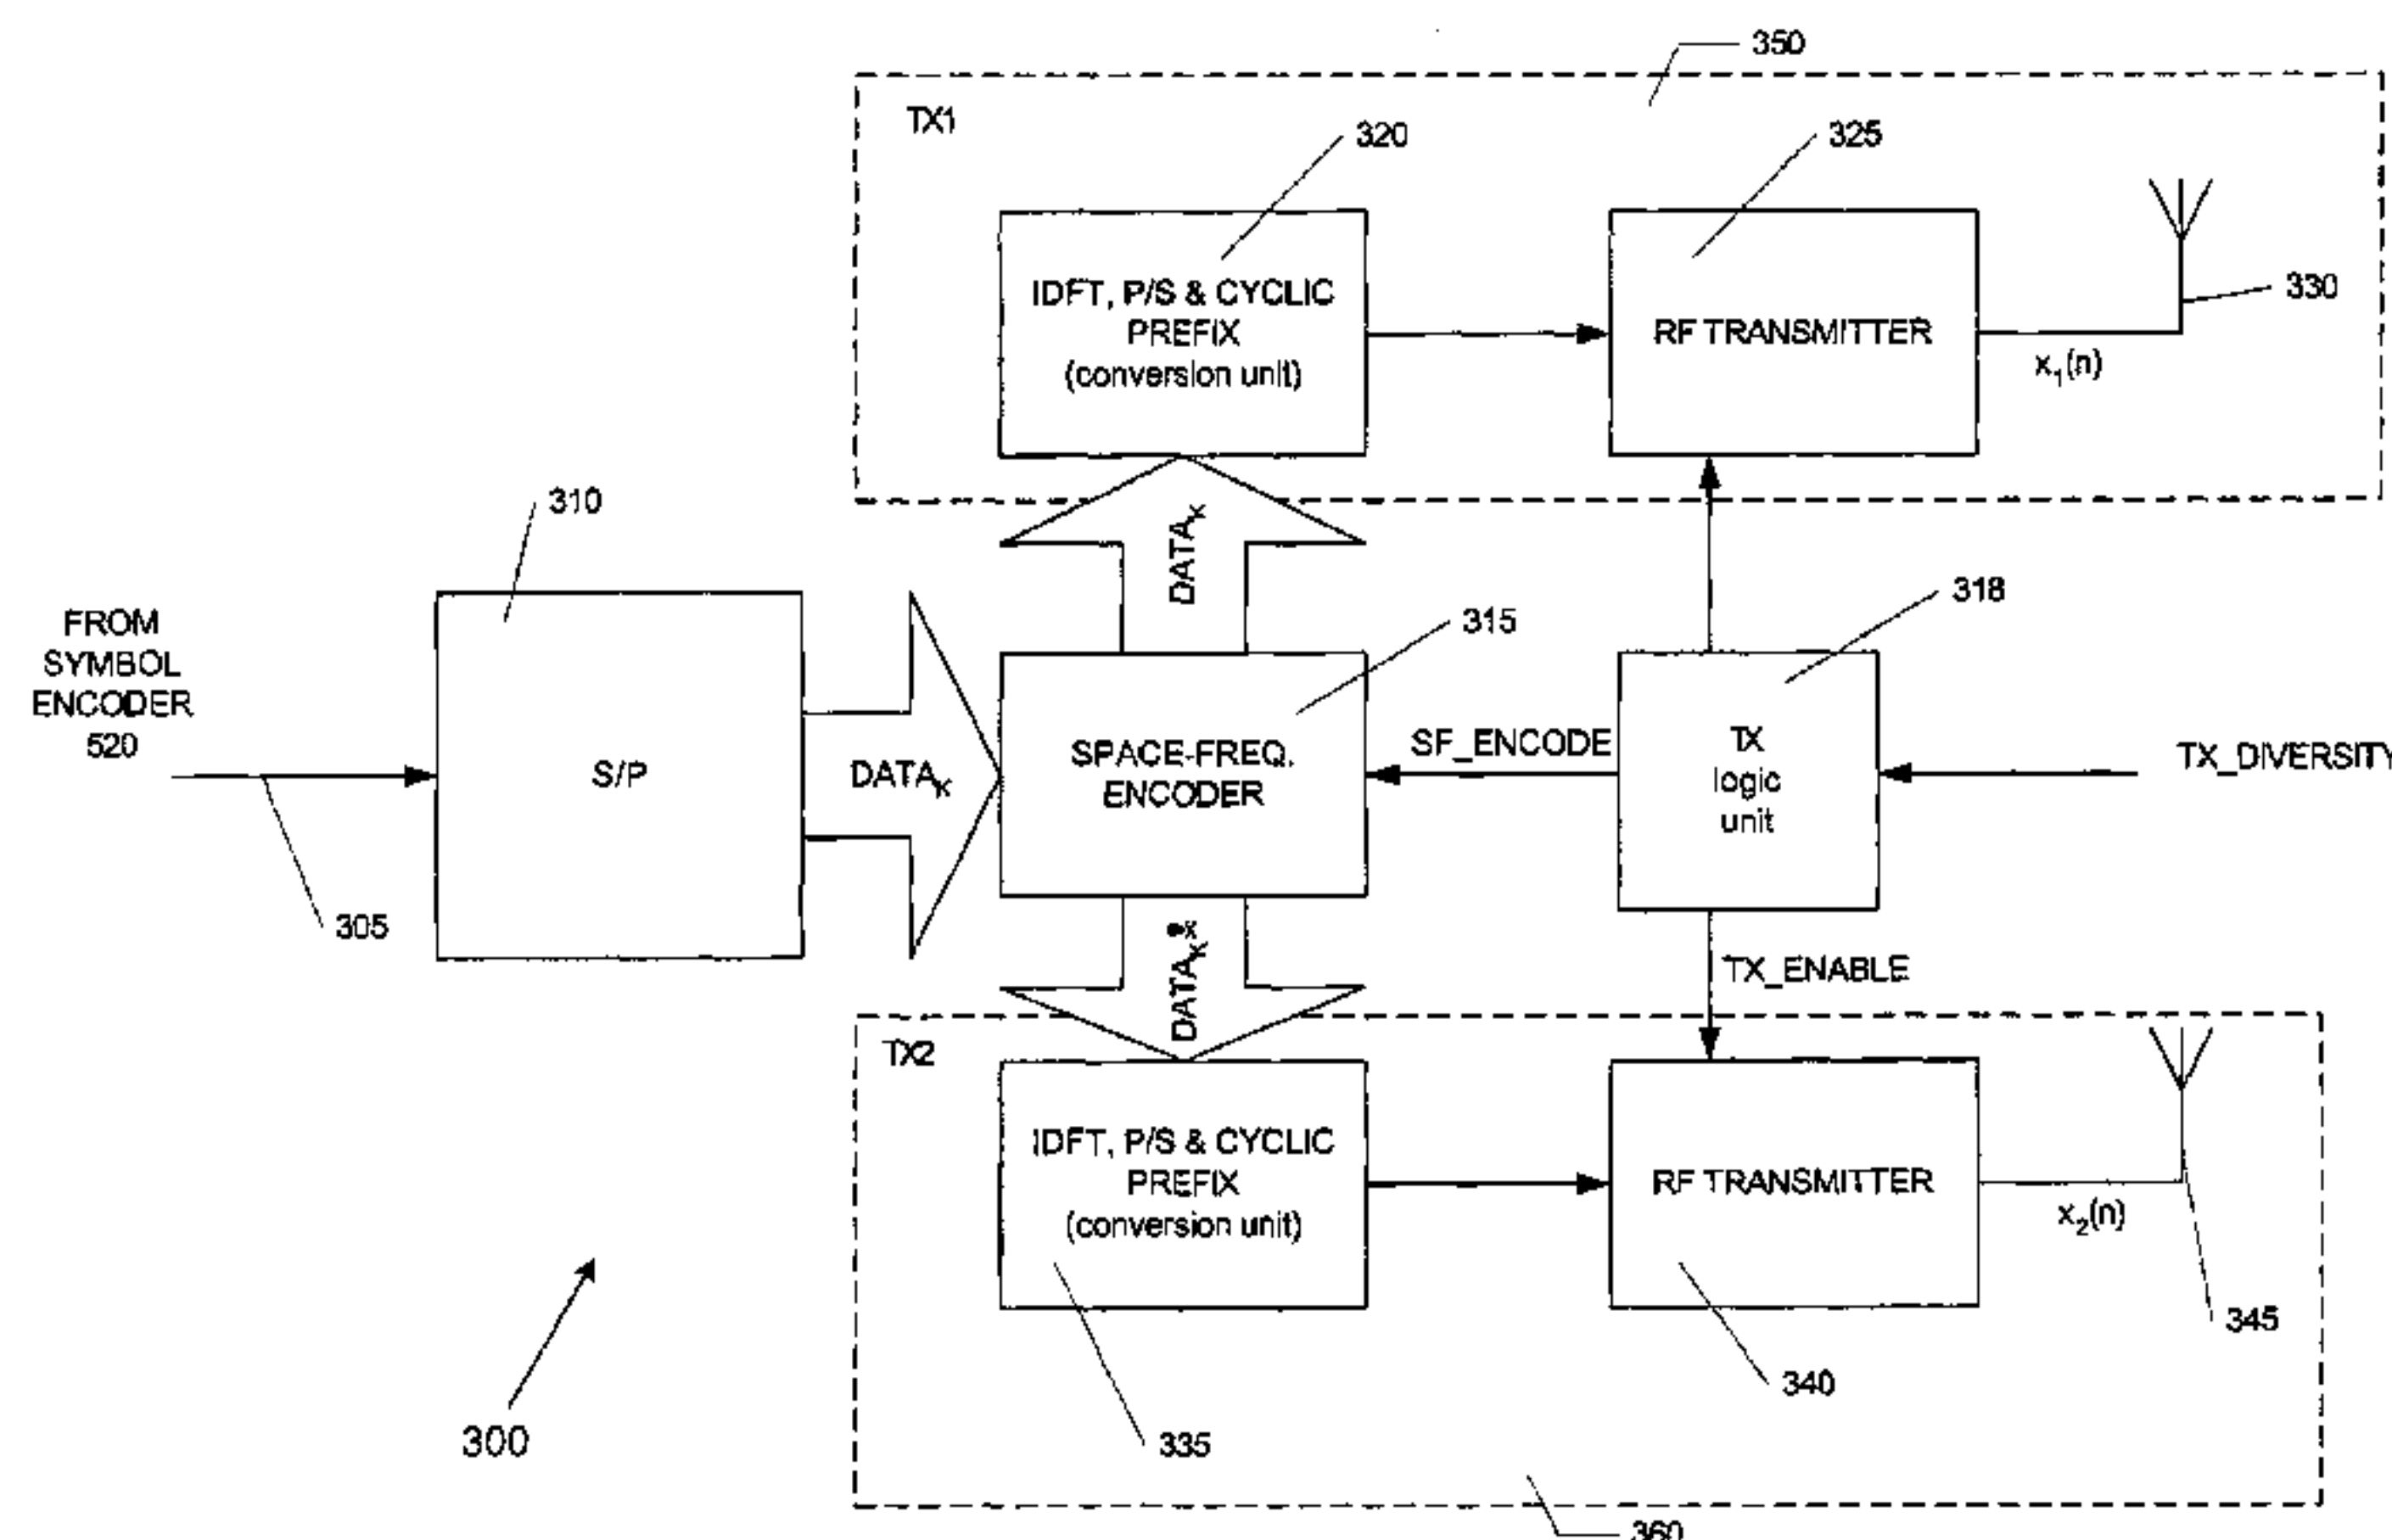 350
TX1
320
325
IDFT, P/S & CYCLIC
PREFIX
(conversion unit)
RF TRANSMITTER
330
x₁(n)
310
DATAₖ
318
FROM
SYMBOL
ENCODER
520
315
S/P
DATAₖ
SPACE-FREQ.
ENCODER
SF_ENCODE
TX
logic
unit
TX_DIVERSITY
305
DATAₖ
TX_ENABLE
TX2
IDFT, P/S & CYCLIC
PREFIX
(conversion unit)
RF TRANSMITTER
x₂(n)
345
340
300
335
360